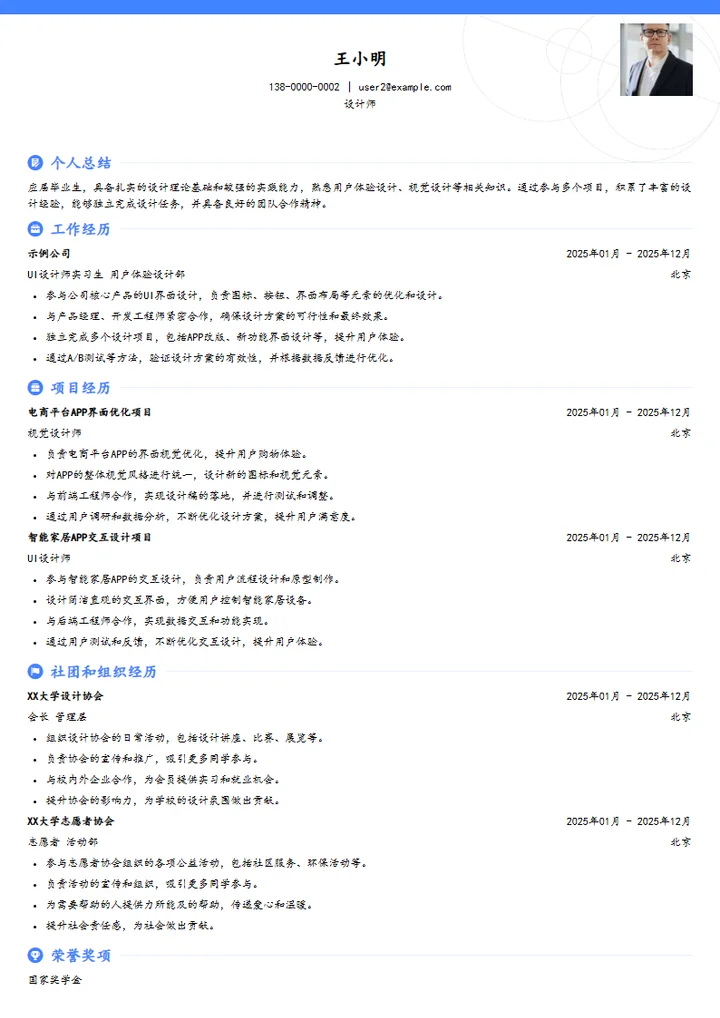 王小明
138-0000-0002 | user2@example.com
设计师
个人总结
应届毕业生，具备扎实的设计理论基础和敏强的实践能力，熟悉用户体验设计、视觉设计等相关知识。通过参与多个项目，积累了丰富的设
计经验，能够独立完成设计任务，并具备良好的团队合作精神。
工作经历
示例公司 2025年01月 - 2025年12月
UI设计师实习生 用户体验设计部 北京
参与公司核心产品的UI界面设计，负责图标、按钮、界面布局等元素的优化和设计。
与产品经理、开发工程师紧密合作，确保设计方案的可行性和最终效果。
独立完成多个设计项目，包括APP改版、新功能界面设计等，提升用户体验。
通过A/B测试等方法，验证设计方案的有效性，并根据数据反馈进行优化。
项目经历
电商平台APP界面优化项目 2025年01月 - 2025年12月
视觉设计师 北京
负责电商平台APP的界面视觉优化，提升用户购物体验。
对APP的整体视觉风格进行统一，设计新的图标和视觉元素。
与前端工程师合作，实现设计稿的落地，并进行测试和调整。
通过用户调研和数据分析，不断优化设计方案，提升用户满意度。
智能家居APP交互设计项目 2025年01月 - 2025年12月
UI设计师 北京
参与智能家居APP的交互设计，负责用户流程设计和原型制作。
设计简洁直观的交互界面，方便用户控制智能家居设备。
与后端工程师合作，实现数据交互和功能实现。
通过用户测试和反馈，不断优化交互设计，提升用户体验。
社团和组织经历
XX大学设计协会 2025年01月 - 2025年12月
会长 管理层 北京
组织设计协会的日常活动，包括设计讲座、比赛、展览等。
负责协会的宣传和推广，吸引更多同学参与。
与校内外企业合作，为会员提供实习和就业机会。
提升协会的影响力，为学校的设计氛围做出贡献。
XX大学志愿者协会 2025年01月 - 2025年12月
志愿者 活动部 北京
参与志愿者协会组织的各项公益活动，包括社区服务、环保活动等。
负责活动的宣传和组织，吸引更多同学参与。
为需要帮助的人提供力所能及的帮助，传递爱心和温暖。
提升社会责任感，为社会做出贡献。
荣誉奖项
国家奖学金